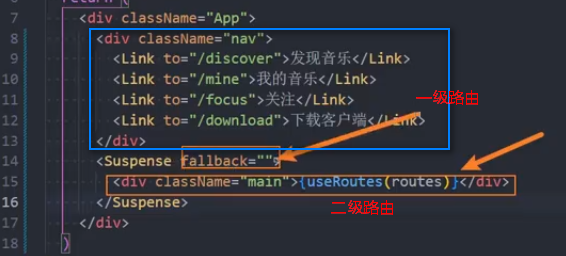 6 return (
7 <div className="App">
8 <div className="nav">
9 <Link to="/discover">发现音乐</Link>
10 <Link to="/mine">我的音乐</Link>
11 <Link to="/focus">关注</Link>
12 <Link to="/download">下载客户端</Link>
一级路由
13 </div>
14 <Suspense fallback="">
15 <div className="main">{useRoutes(routes)}</div>
16 </Suspense>
二级路由
17 </div>
18 )